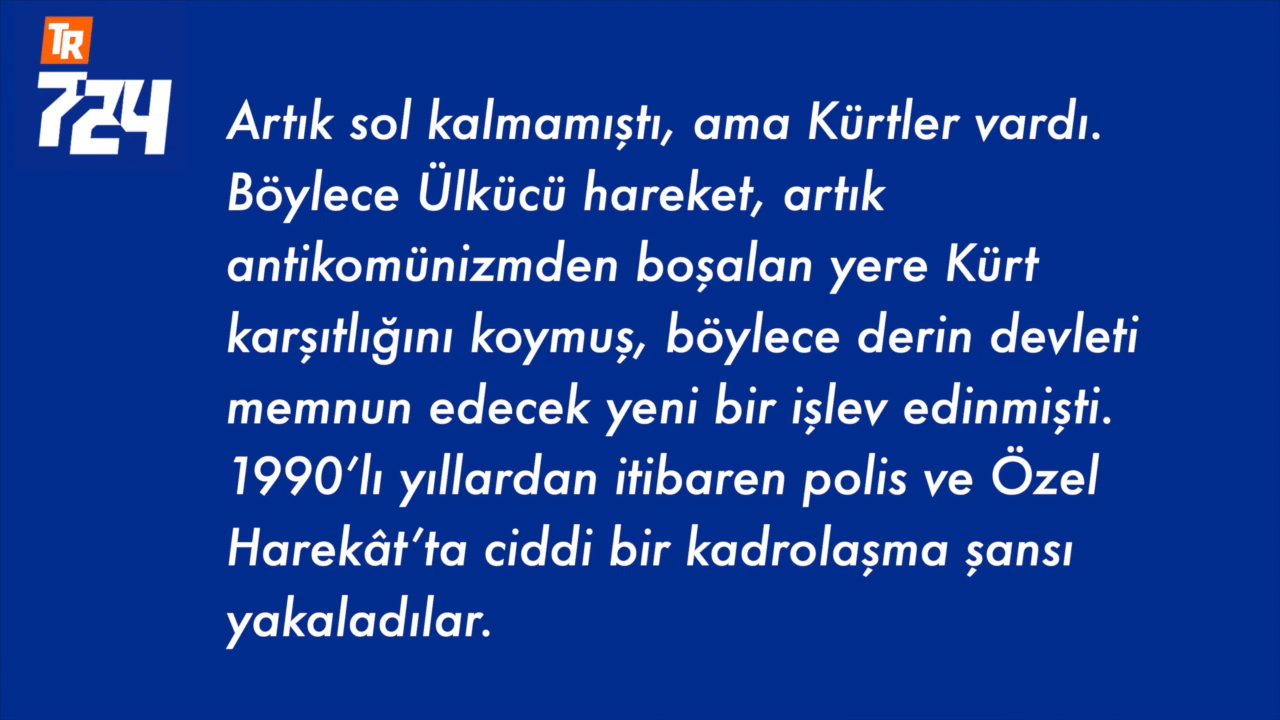 TR
724
Artık sol kalmamıştı, ama Kürtler vardı.
Böylece Ülkücü hareket, artık
antikomünizmden boşalan yere Kürt
karşıtlığını koymuş, böylece derin devleti
memnun edecek yeni bir işlev edinmişti.
1990’lı yıllardan itibaren polis ve Özel
Harekât’ta ciddi bir kadrolaşma şansı
yakaladılar.